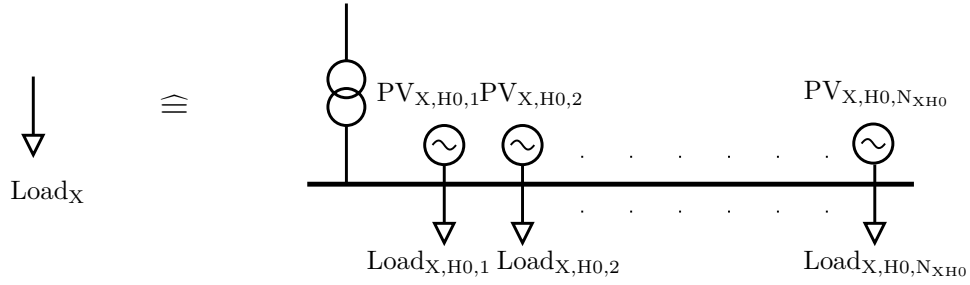 PV_X,H0,1 PV_X,H0,2 PV_X,H0,N_XH0
≙
Load_X
Load_X,H0,1 Load_X,H0,2 Load_X,H0,N_XH0